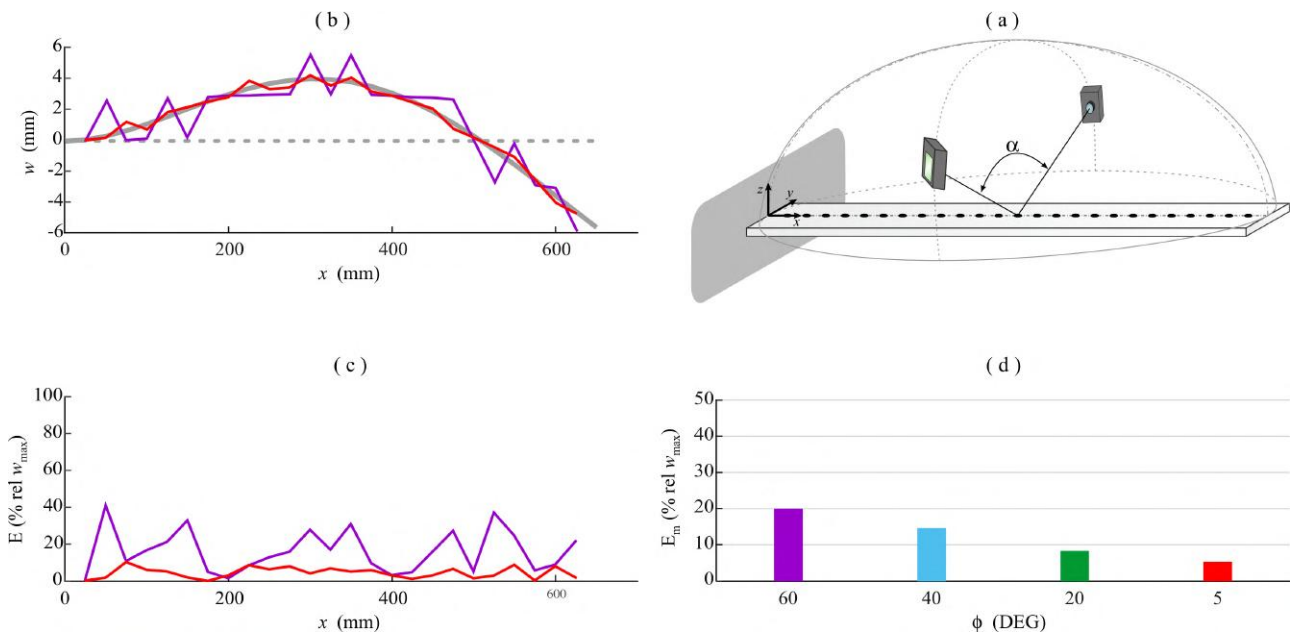 ( b )
6
4
2
0
-2
-4
-6
w (mm)
0
200
400
600
x (mm)
( a )
α
z
y
x
( c )
100
80
60
40
20
0
E (% rel wmax)
0
200
400
600
x (mm)
( d )
50
40
30
20
10
0
Em (% rel wmax)
60
40
20
5
ϕ (DEG)